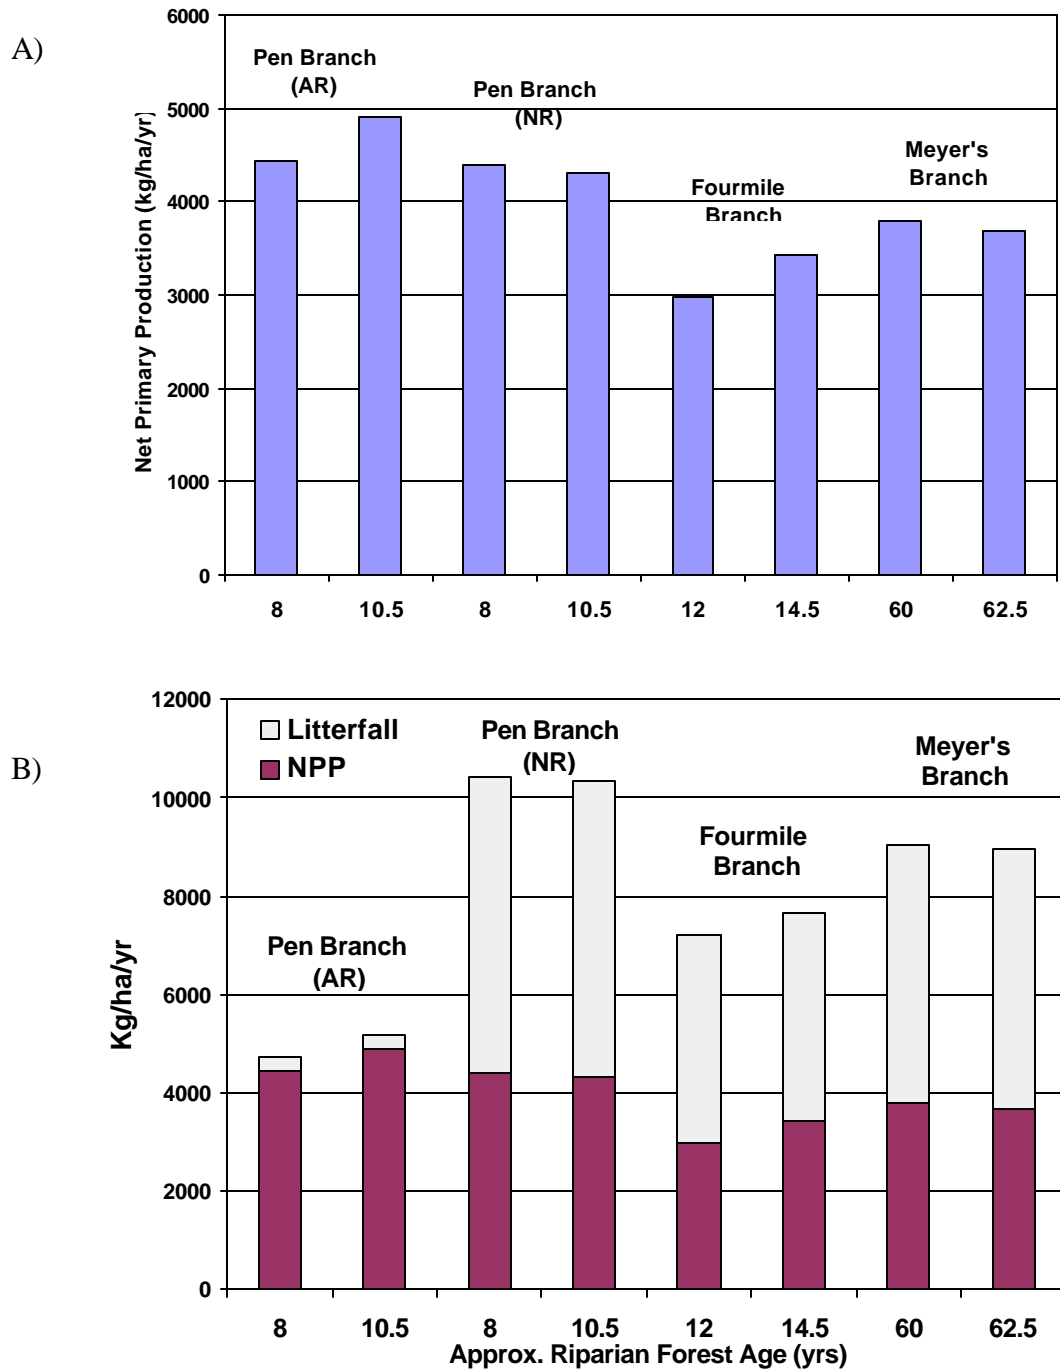 A)
Net Primary Production (kg/ha/yr)
6000
5000
4000
3000
2000
1000
0
Pen Branch
(AR)
Pen Branch
(NR)
Fourmile
Branch
Meyer's
Branch
8 10.5 8 10.5 12 14.5 60 62.5
B)
Kg/ha/yr
12000
10000
8000
6000
4000
2000
0
Litterfall
NPP
Pen Branch
(AR)
Pen Branch
(NR)
Fourmile
Branch
Meyer's
Branch
8 10.5 8 10.5 12 14.5 60 62.5
Approx. Riparian Forest Age (yrs)